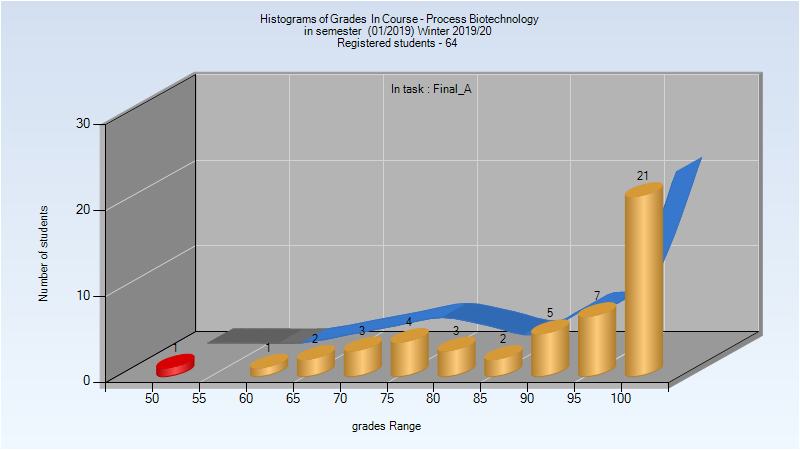 Histograms of Grades In Course - Process Biotechnology
in semester (01/2019) Winter 2019/20
Registered students - 64
In task : Final_A
30
20
10
0
Number of students
1
1
2
3
4
3
2
5
7
21
50 55 60 65 70 75 80 85 90 95 100
grades Range